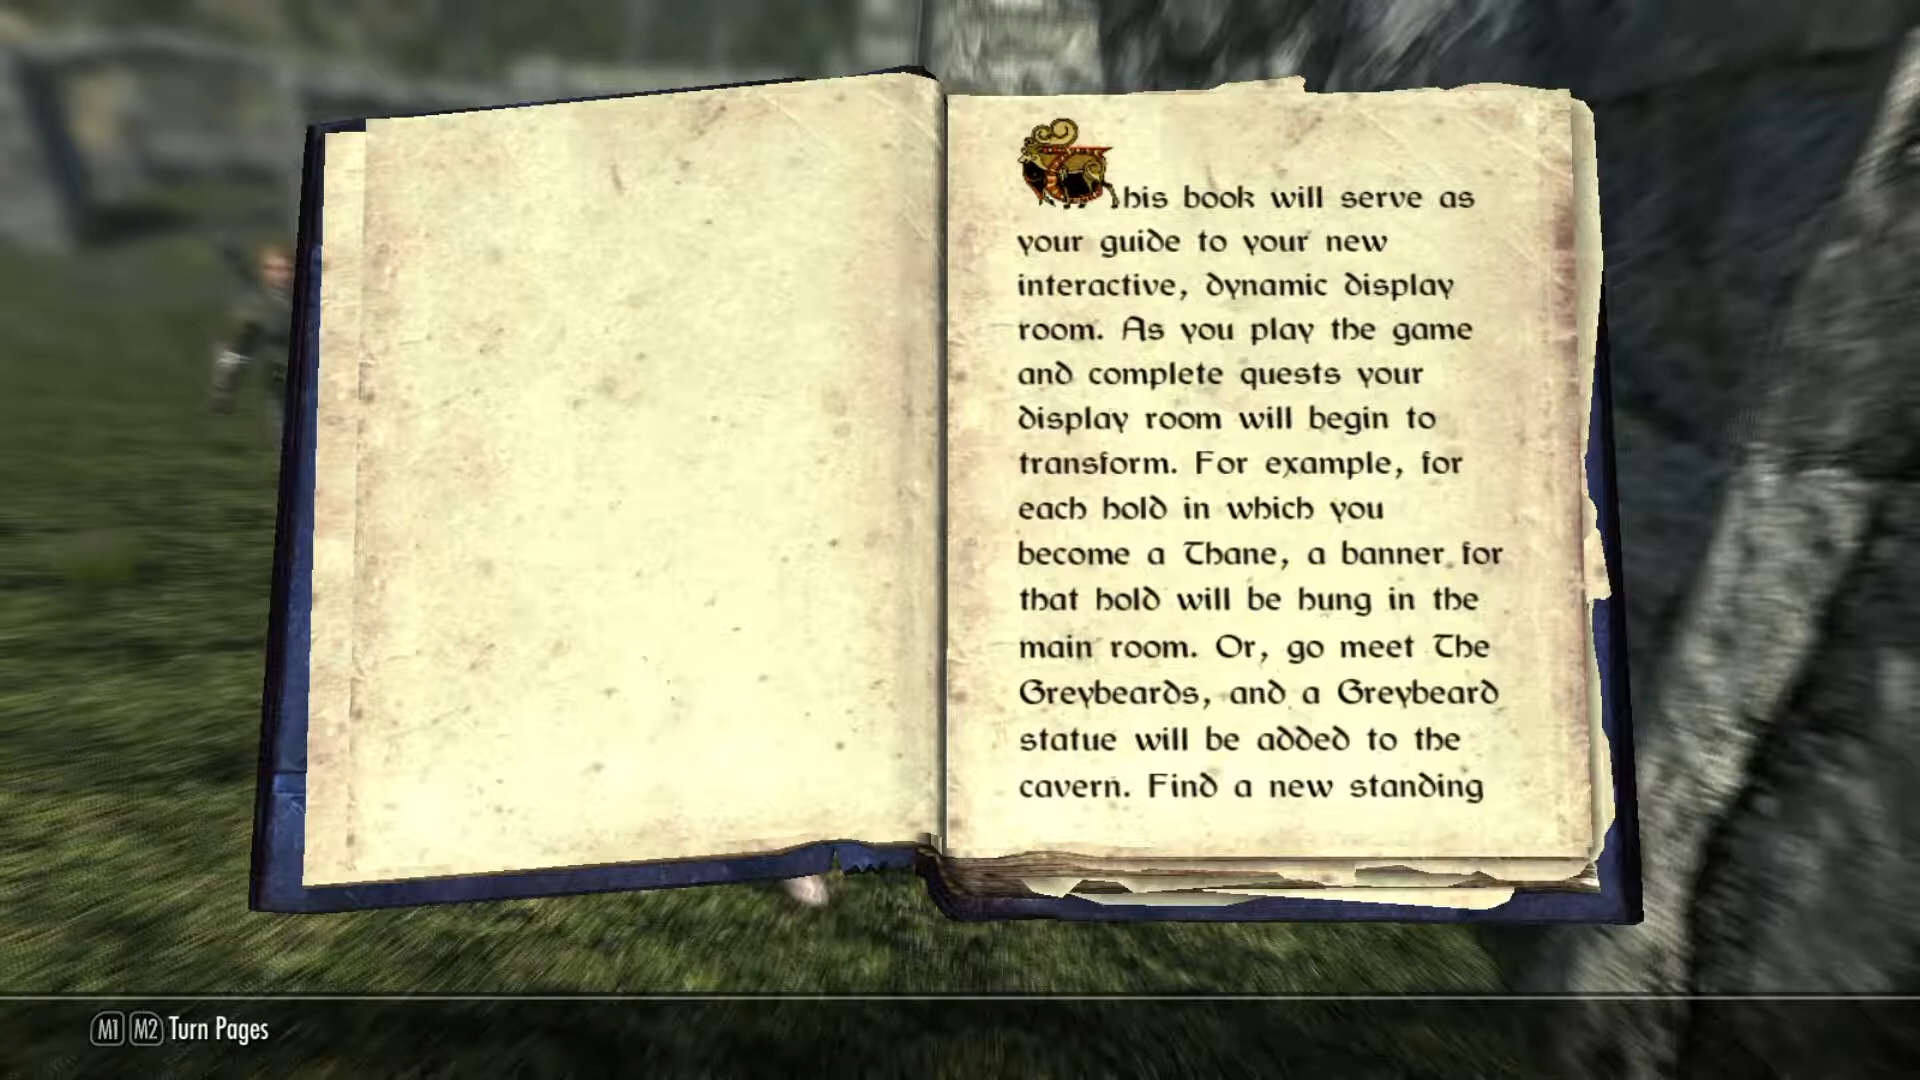 This book will serve as
your guide to your new
interactive, dynamic display
room. As you play the game
and complete quests your
display room will begin to
transform. For example, for
each hold in which you
become a Thane, a banner for
that hold will be hung in the
main room. Or, go meet The
Greybeards, and a Greybeard
statue will be added to the
cavern. Find a new standing
M1 M2 Turn Pages